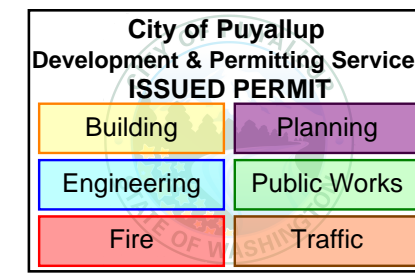 City of Puyallup
Development & Permitting Service
ISSUED PERMIT
Building Planning
Engineering Public Works
Fire Traffic